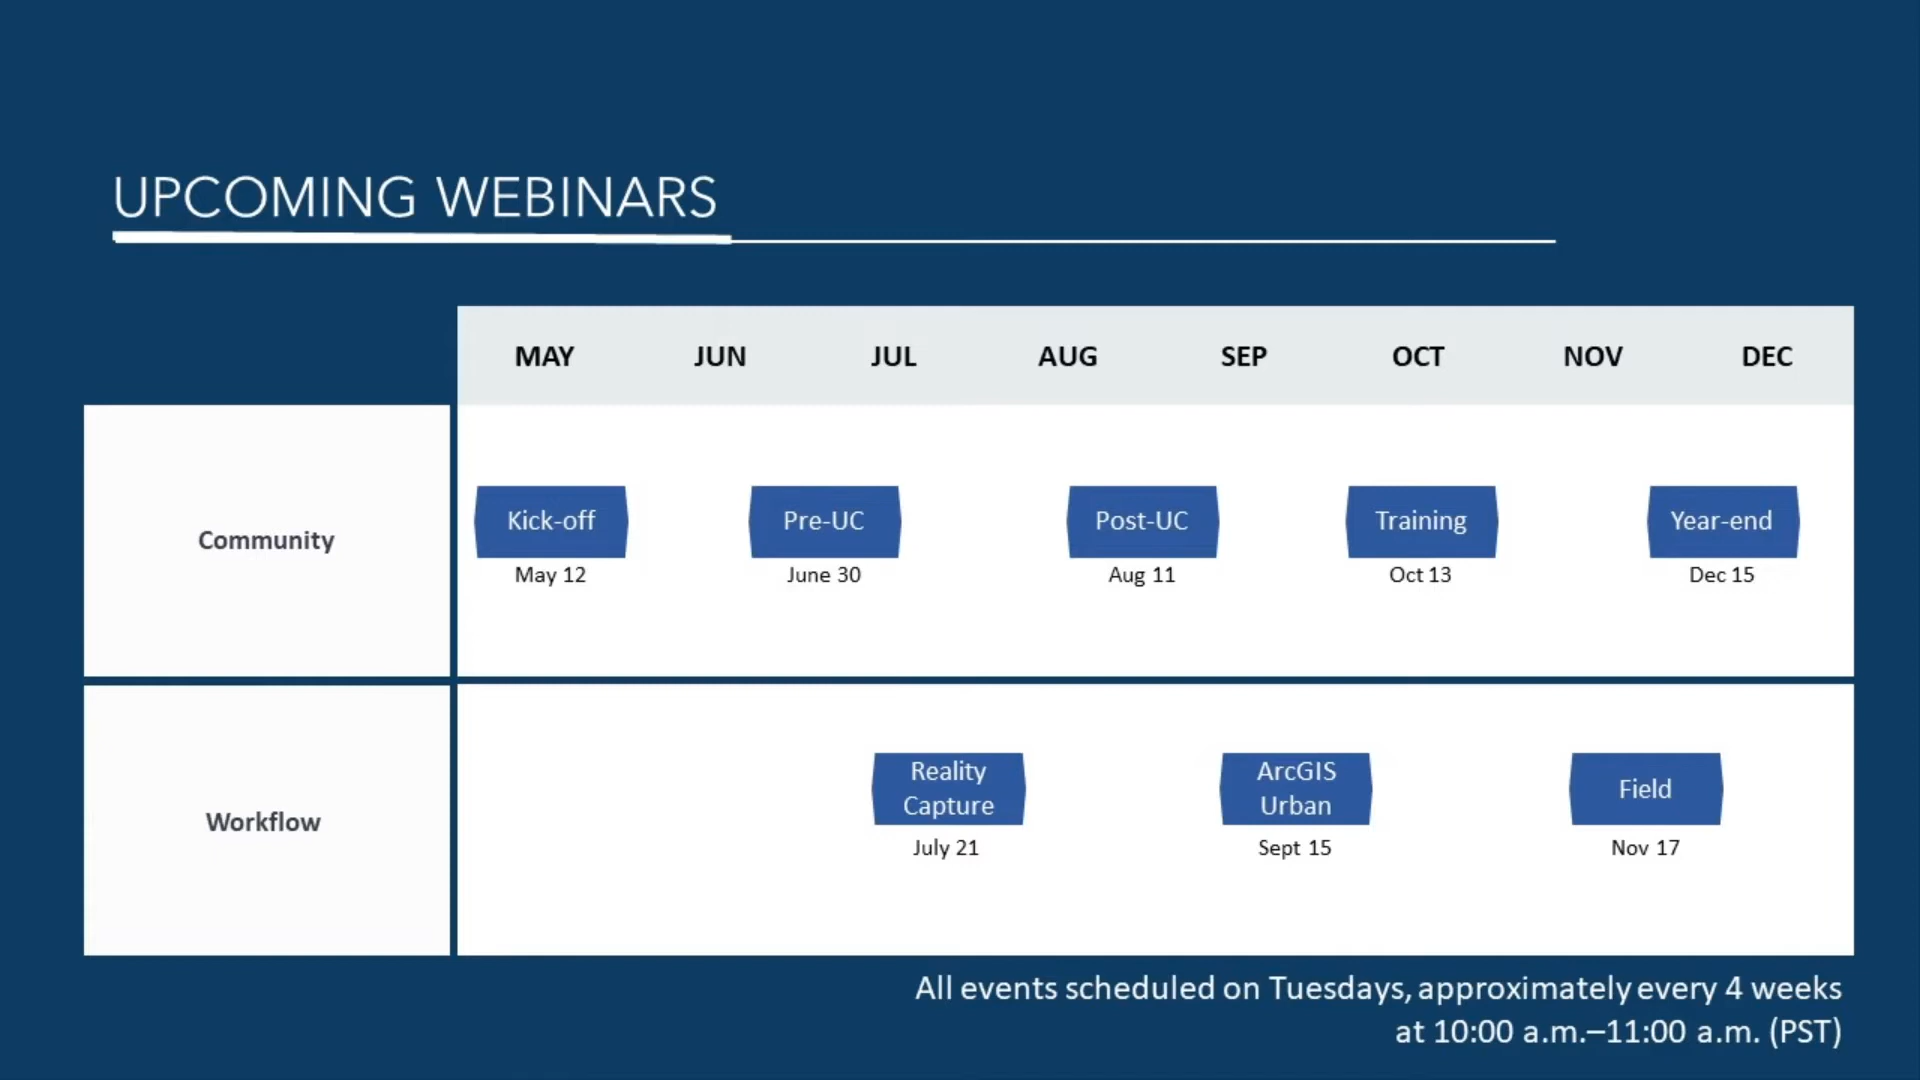 UPCOMING WEBINARS
MAY JUN JUL AUG SEP OCT NOV DEC
Community
Kick-off Pre-UC Post-UC Training Year-end
May 12 June 30 Aug 11 Oct 13 Dec 15
Workflow
Reality
Capture
ArcGIS
Urban
Field
July 21 Sept 15 Nov 17
All events scheduled on Tuesdays, approximately every 4 weeks
at 10:00 a.m.–11:00 a.m. (PST)